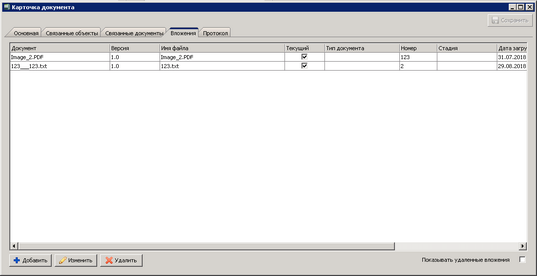 Карточка документа
Сохранить
Основная Связанные объекты Связанные документы Вложения Протокол
Документ Версия Имя файла Текущий Тип документа Номер Стадия Дата загру
Image_2.PDF 1.0 Image_2.PDF 123 31.07.2018
123___123.txt 1.0 123.txt 2 29.08.2018
Добавить Изменить Удалить Показывать удаленные вложения